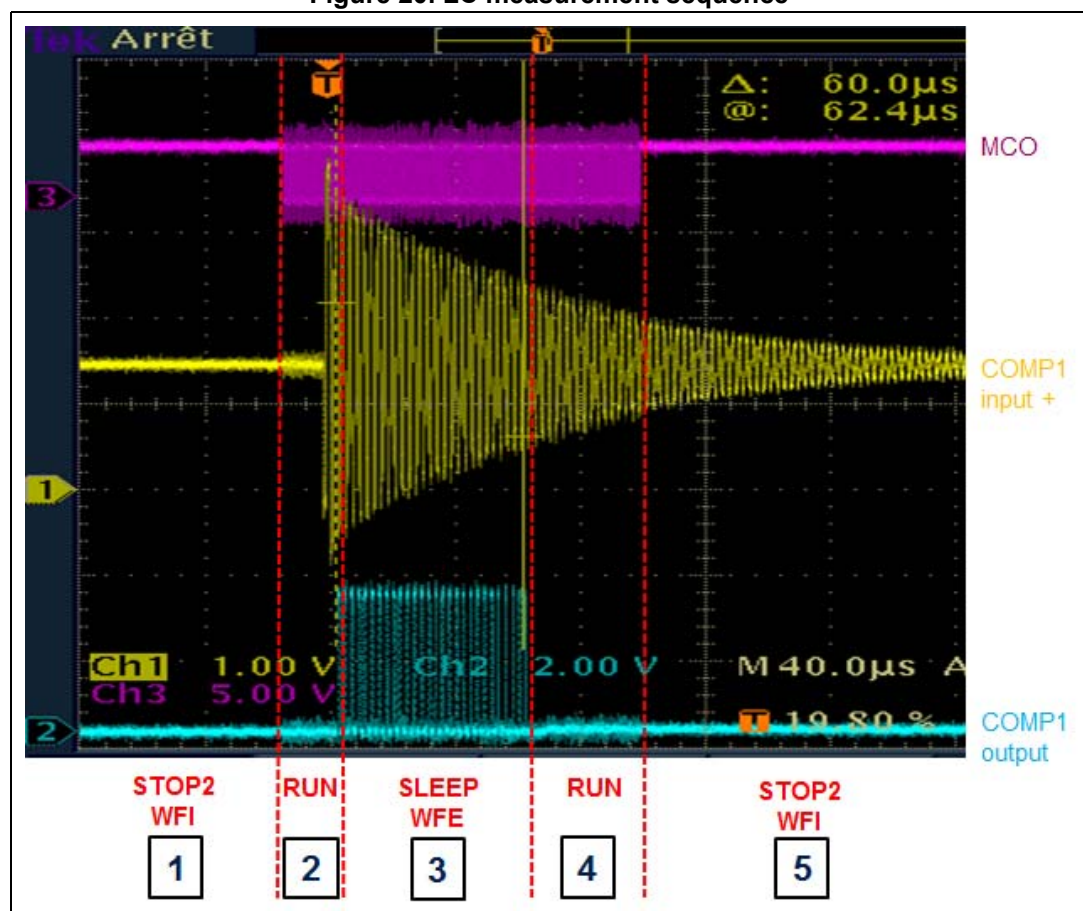 Tek Arrêt
T
T
Δ: 60.0µs
@: 62.4µs
MCO
3
COMP1
input +
1
Ch1 1.00 V Ch2 2.00 V M 40.0µs A
Ch3 5.00 V
T 19.80 %
2
COMP1
output
STOP2
WFI
RUN
SLEEP
WFE
RUN
STOP2
WFI
1
2
3
4
5